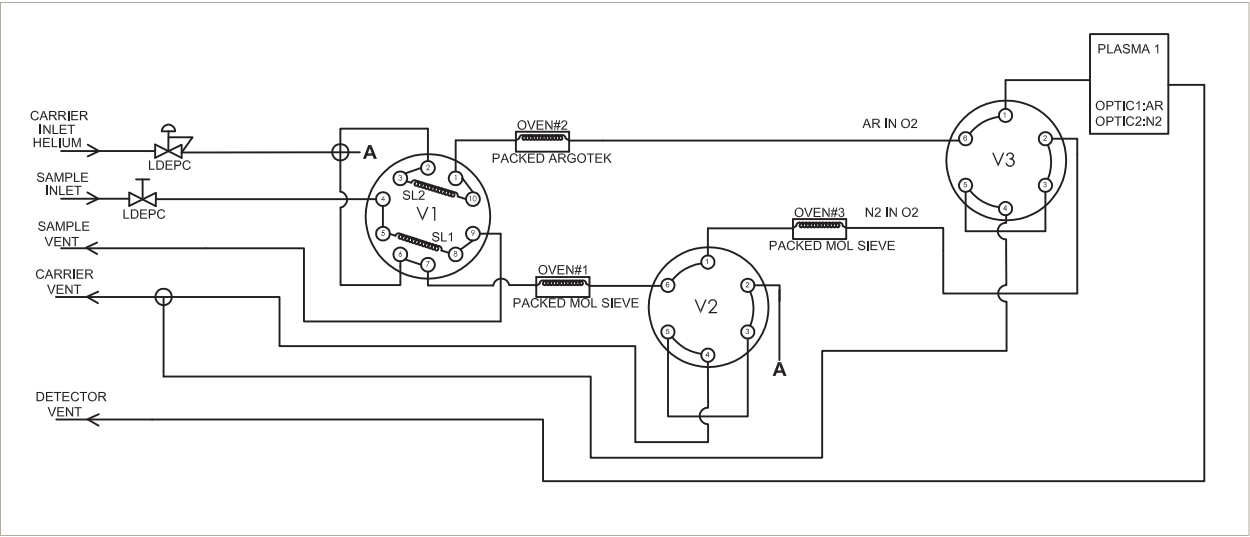 CARRIER
INLET
HELIUM
LDEPC
A
SAMPLE
INLET
LDEPC
SAMPLE
VENT
CARRIER
VENT
DETECTOR
VENT
2
3
1
4
SL2
10
V1
5
SL1
9
6
7
8
OVEN#2
PACKED ARGOTEK
OVEN#1
PACKED MOL SIEVE
1
6
2
V2
5
3
4
A
OVEN#3
PACKED MOL SIEVE
AR IN O2
N2 IN O2
1
6
2
V3
5
3
4
PLASMA 1
OPTIC1:AR
OPTIC2:N2